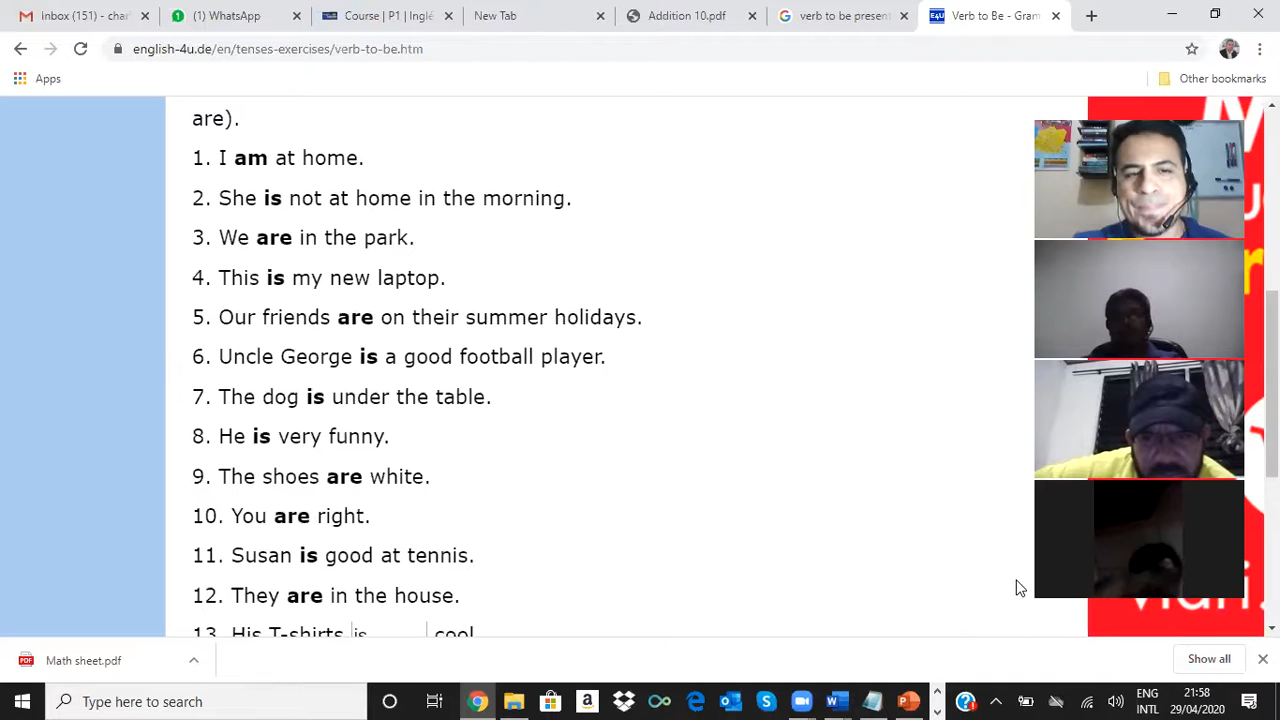 inbox (151) - char
(1) WhatsApp
Course | P1 | Inglé
New Tab
Addition 10.pdf
verb to be present
E4U Verb to Be - Gram
english-4u.de/en/tenses-exercises/verb-to-be.htm
Apps
Other bookmarks
are).
1. I am at home.
2. She is not at home in the morning.
3. We are in the park.
4. This is my new laptop.
5. Our friends are on their summer holidays.
6. Uncle George is a good football player.
7. The dog is under the table.
8. He is very funny.
9. The shoes are white.
10. You are right.
11. Susan is good at tennis.
12. They are in the house.
13. His T-shirts is cool
Math sheet.pdf
Show all
Type here to search
ENG
INTL
21:58
29/04/2020